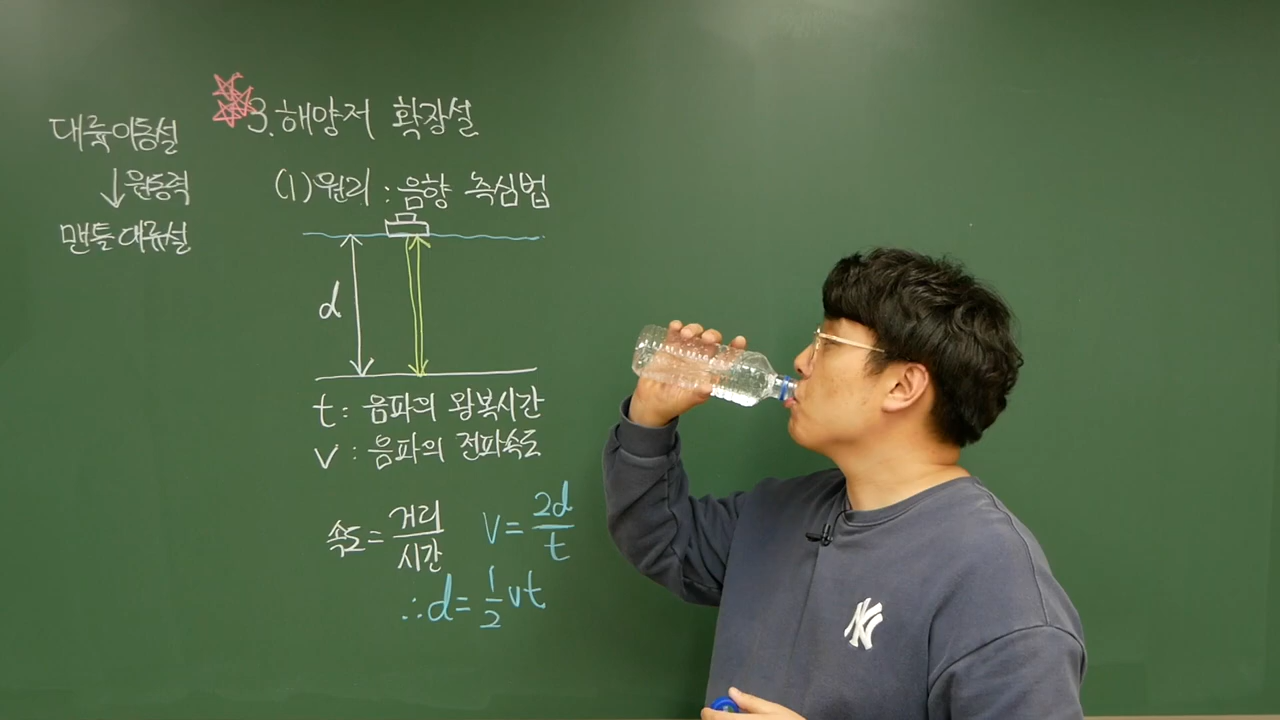 대륙이동설
↓원동력
맨틀대류설
3.해양저 확장설
(1)원리 : 음향 측심법
d
t : 음파의 왕복시간
v : 음파의 전파속도
속도=거리/시간
v=2d/t
∴d=1/2vt
NY